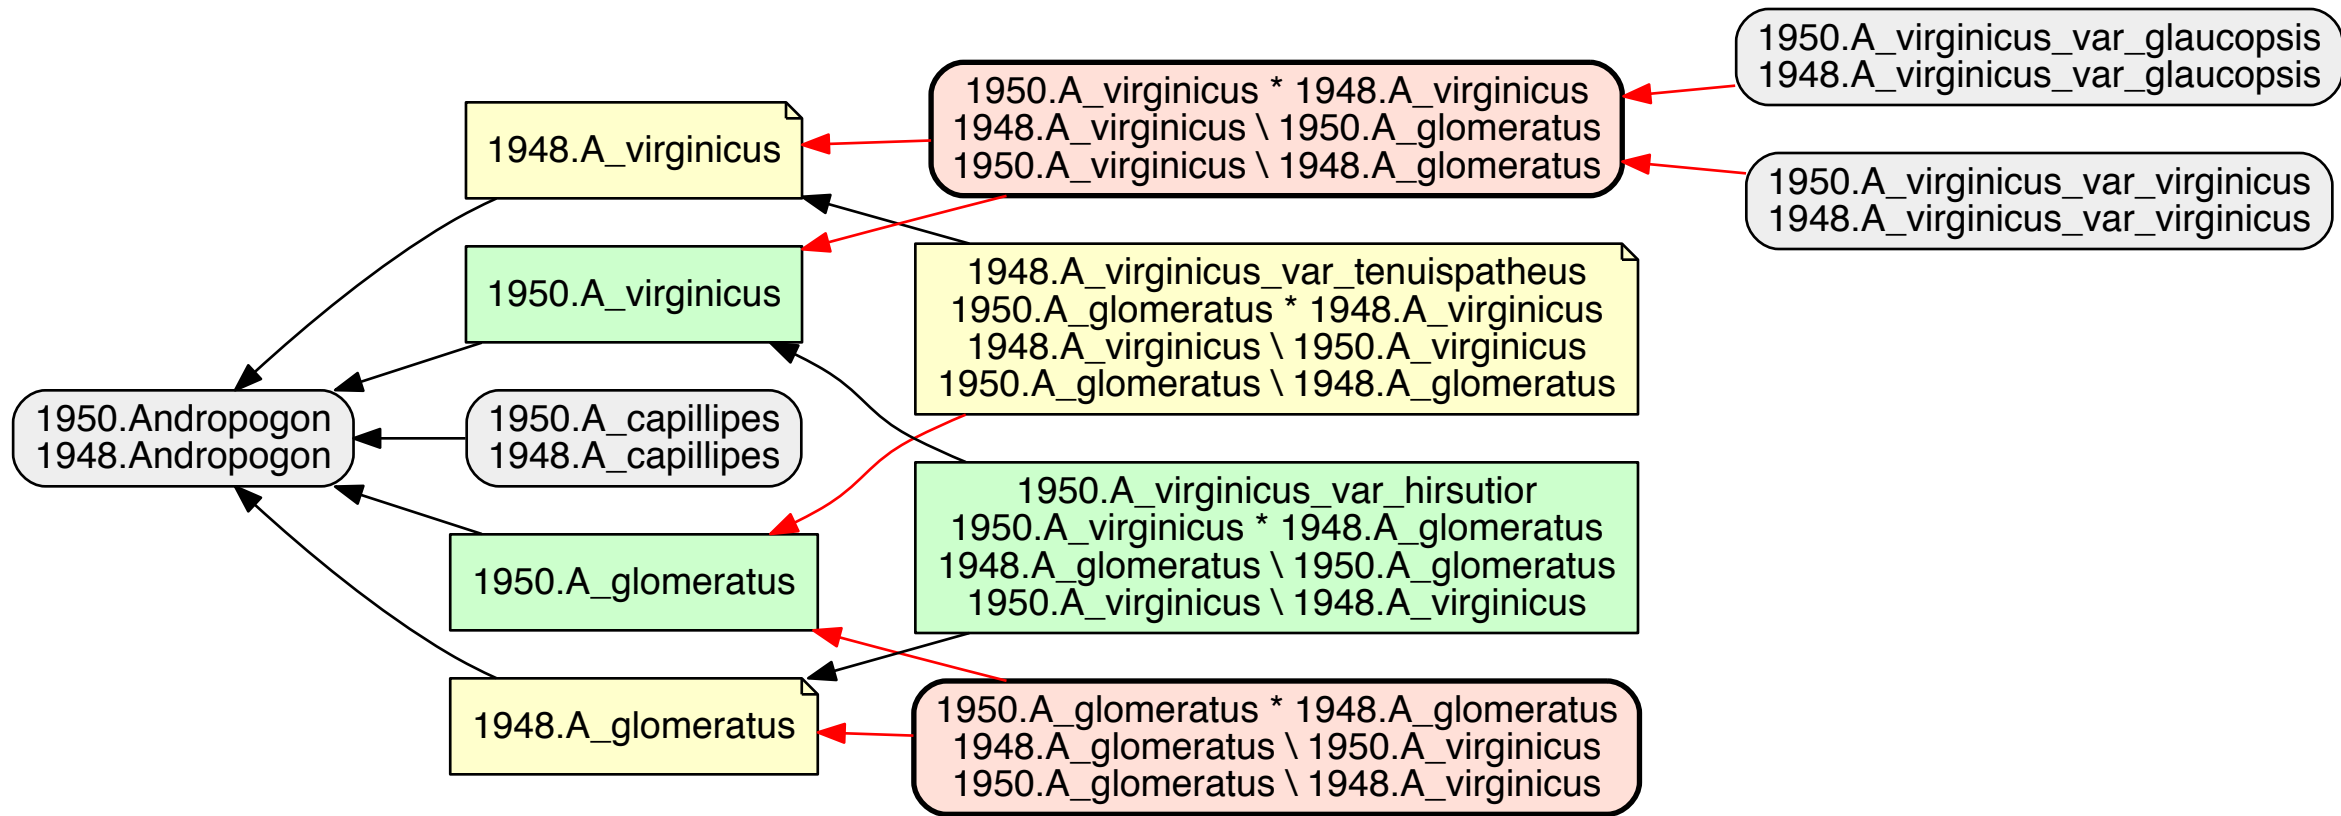 1950.A_virginicus_var_glaucopsis
1948.A_virginicus_var_glaucopsis
1950.A_virginicus * 1948.A_virginicus
1948.A_virginicus \ 1950.A_glomeratus
1950.A_virginicus \ 1948.A_glomeratus
1948.A_virginicus
1950.A_virginicus_var_virginicus
1948.A_virginicus_var_virginicus
1950.A_virginicus
1948.A_virginicus_var_tenuispatheus
1950.A_glomeratus * 1948.A_virginicus
1948.A_virginicus \ 1950.A_virginicus
1950.A_glomeratus \ 1948.A_glomeratus
1950.Andropogon
1948.Andropogon
1950.A_capillipes
1948.A_capillipes
1950.A_virginicus_var_hirsutior
1950.A_virginicus * 1948.A_glomeratus
1948.A_glomeratus \ 1950.A_glomeratus
1950.A_virginicus \ 1948.A_virginicus
1950.A_glomeratus
1948.A_glomeratus
1950.A_glomeratus * 1948.A_glomeratus
1948.A_glomeratus \ 1950.A_virginicus
1950.A_glomeratus \ 1948.A_virginicus